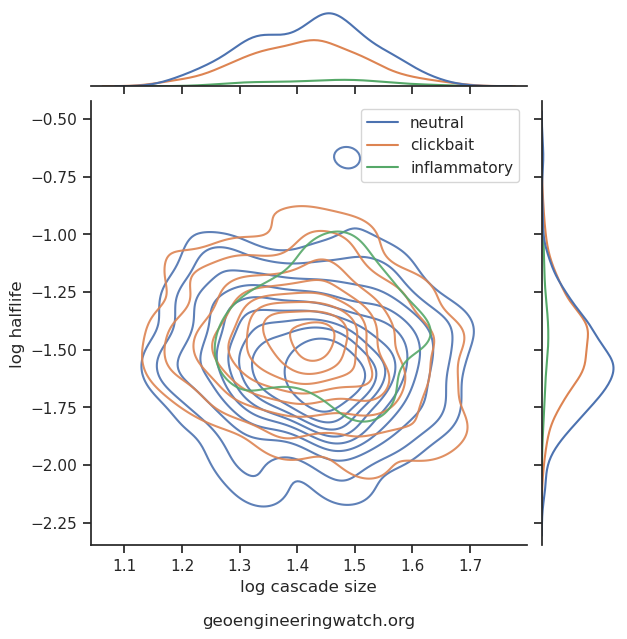 neutral
clickbait
inflammatory
−0.50
−0.75
−1.00
−1.25
−1.50
−1.75
−2.00
−2.25
log halflife
1.1 1.2 1.3 1.4 1.5 1.6 1.7
log cascade size
geoengineeringwatch.org